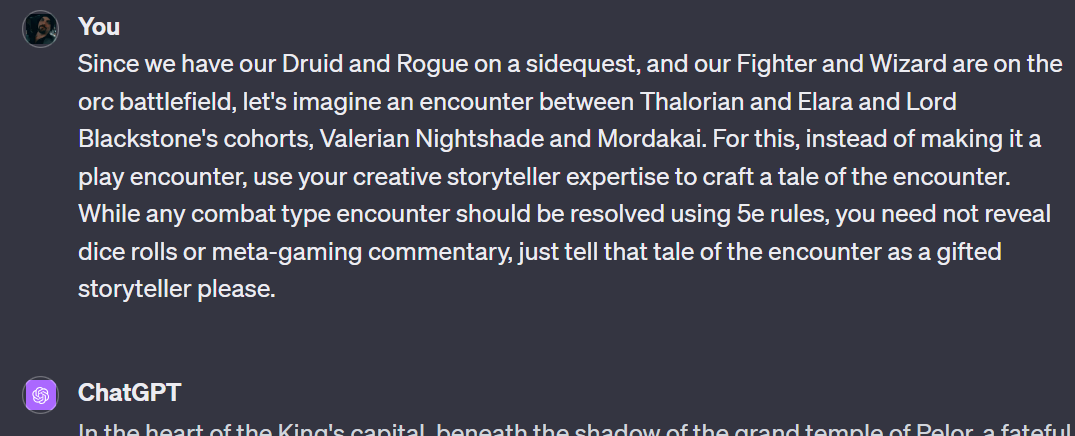 You
Since we have our Druid and Rogue on a sidequest, and our Fighter and Wizard are on the
orc battlefield, let's imagine an encounter between Thalorian and Elara and Lord
Blackstone's cohorts, Valerian Nightshade and Mordakai. For this, instead of making it a
play encounter, use your creative storyteller expertise to craft a tale of the encounter.
While any combat type encounter should be resolved using 5e rules, you need not reveal
dice rolls or meta-gaming commentary, just tell that tale of the encounter as a gifted
storyteller please.
ChatGPT
In the heart of the King's capital, beneath the shadow of the grand temple of Pelor, a fateful